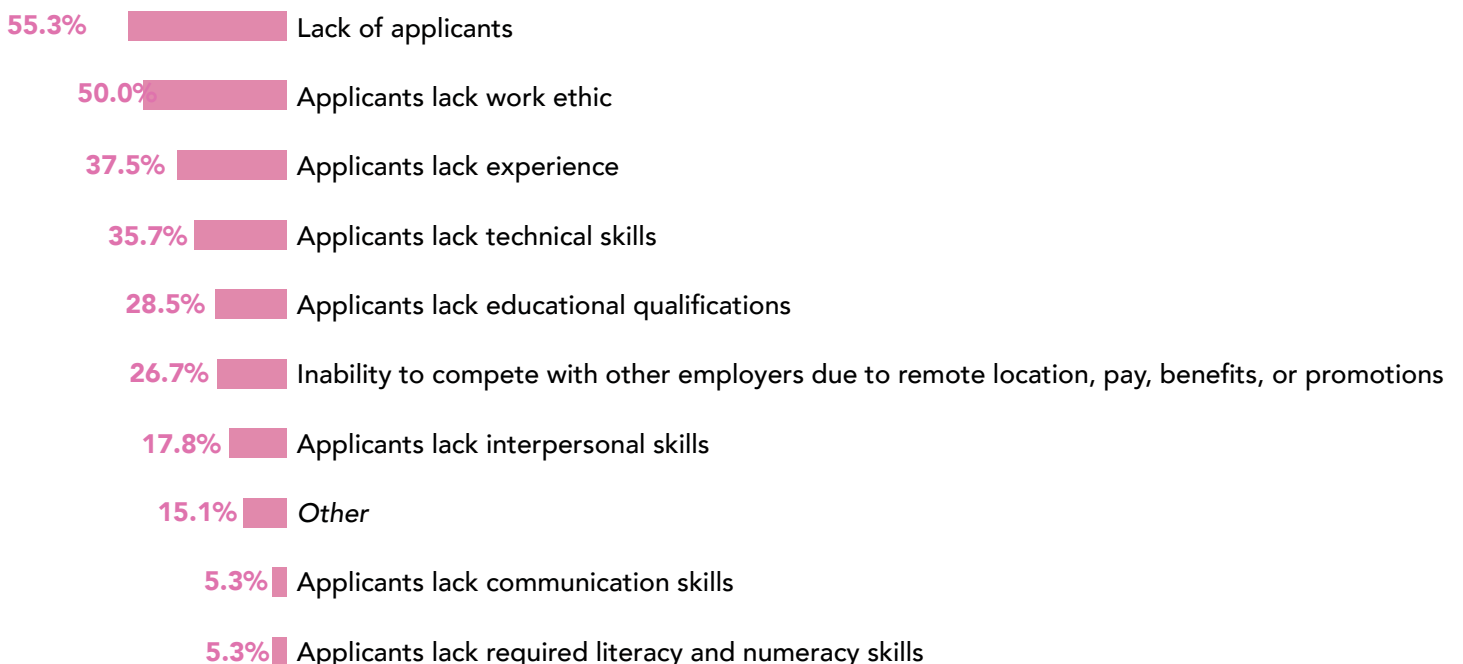 55.3% Lack of applicants
50.0% Applicants lack work ethic
37.5% Applicants lack experience
35.7% Applicants lack technical skills
28.5% Applicants lack educational qualifications
26.7% Inability to compete with other employers due to remote location, pay, benefits, or promotions
17.8% Applicants lack interpersonal skills
15.1% Other
5.3% Applicants lack communication skills
5.3% Applicants lack required literacy and numeracy skills